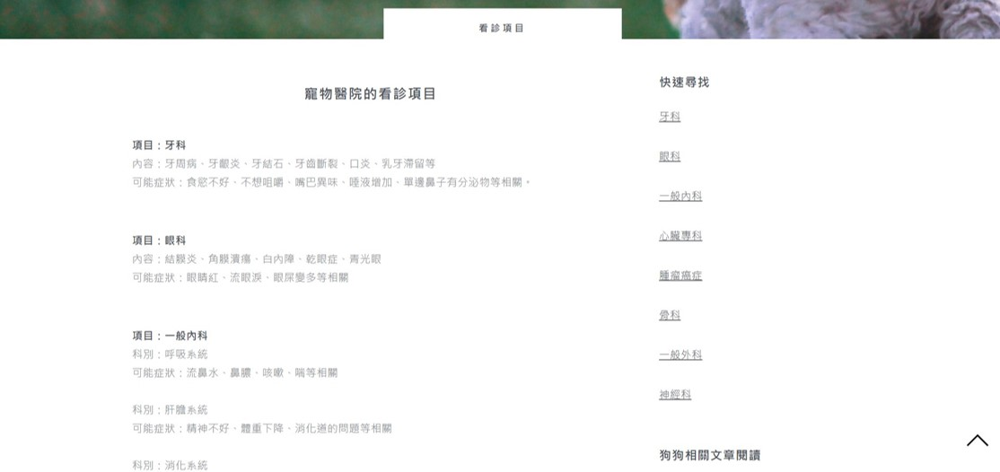 看診項目
寵物醫院的看診項目
項目：牙科
內容：牙周病、牙齦炎、牙結石、牙齒斷裂、口炎、乳牙滯留等
可能症狀：食慾不好、不想咀嚼、嘴巴異味、唾液增加、單邊鼻子有分泌物等相關。
項目：眼科
內容：結膜炎、角膜潰瘍、白內障、乾眼症、青光眼
可能症狀：眼睛紅、流眼淚、眼屎變多等相關
項目：一般內科
科別：呼吸系統
可能症狀：流鼻水、鼻膿、咳嗽、喘等相關
科別：肝膽系統
可能症狀：精神不好、體重下降、消化道的問題等相關
科別：消化系統
快速尋找
牙科
眼科
一般內科
心臟專科
腫瘤癌症
骨科
一般外科
神經科
狗狗相關文章閱讀